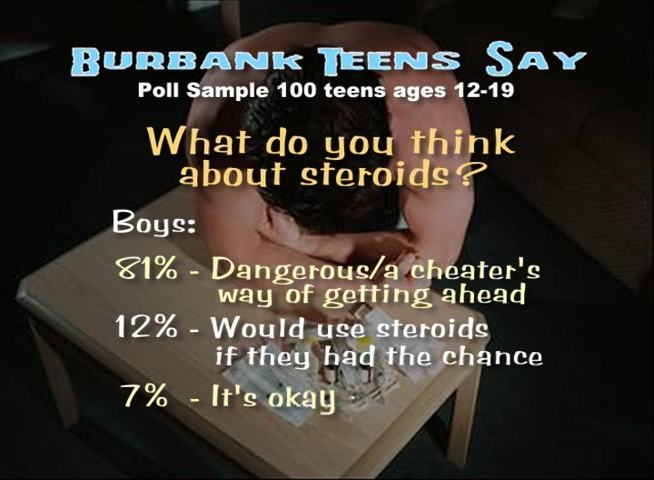 Burbank Teens Say
Poll Sample 100 teens ages 12-19
What do you think
about steroids?
Boys:
81% - Dangerous/a cheater's
way of getting ahead
12% - Would use steroids
if they had the chance
7% - It's okay